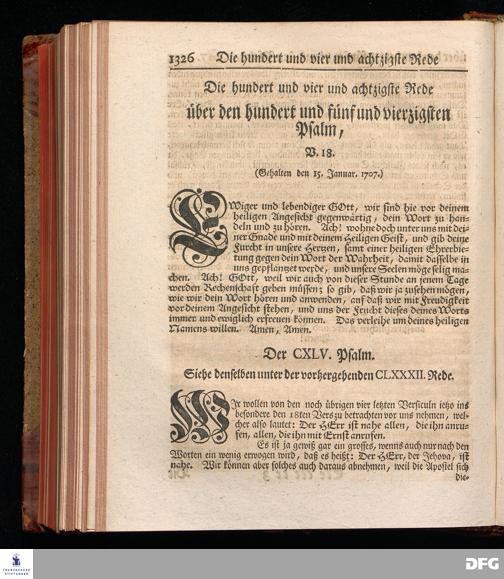 1326 Die hundert und vier und achtzigste Rede
Die hundert und vier und achtzigste Rede
über den hundert und fünf und vierzigsten
Psalm,
V. 18.
(Gehalten den 15. Januar. 1707.)
EWiger und lebendiger GOtt, wir sind hie vor deinem
heiligen Angesicht gegenwärtig, dein Wort zu han-
deln und zu hören. Ach! wohne doch unter uns mit dei-
ner Gnade und mit deinem Heiligen Geist, und gib deine
Furcht in unsere Hertzen, samt einer heiligen Ehrerbie-
tung gegen dein Wort der Wahrheit, damit dasselbe in
uns gepflantzet werde, und unsere Seelen möge selig ma-
chen. Ach! GOtt, weil wir auch von dieser Stunde an jenem Tage
werden Rechenschaft geben müssen; so gib, daß wir ja zusehen mögen,
wie wir dein Wort hören und anwenden, auf daß wir mit Freudigkeit
vor deinem Angesicht stehen, und uns der Frucht dieses deines Worts
immer und ewiglich erfreuen können. Das verleihe um deines heiligen
Namens willen. Amen, Amen.
Der CXLV. Psalm.
Siehe denselben unter der vorhergehenden CLXXXII. Rede.
WIr wollen von den noch übrigen vier letzten Versiculn ietzo ins
besondere den 18ten Vers zu betrachten vor uns nehmen, wel-
cher also lautet: Der HErr ist nahe allen, die ihn anru-
fen, allen, die ihn mit Ernst anrufen.
Es ist ja gewiß gar ein grosses, wenns auch nur nach den
Worten ein wenig erwogen wird, daß es heißt: Der HErr, der Jehova, ist
nahe. Wir können aber solches auch daraus abnehmen, weil die Apostel sich
die-
FRANCKESCHE
STIFTUNGEN
DFG